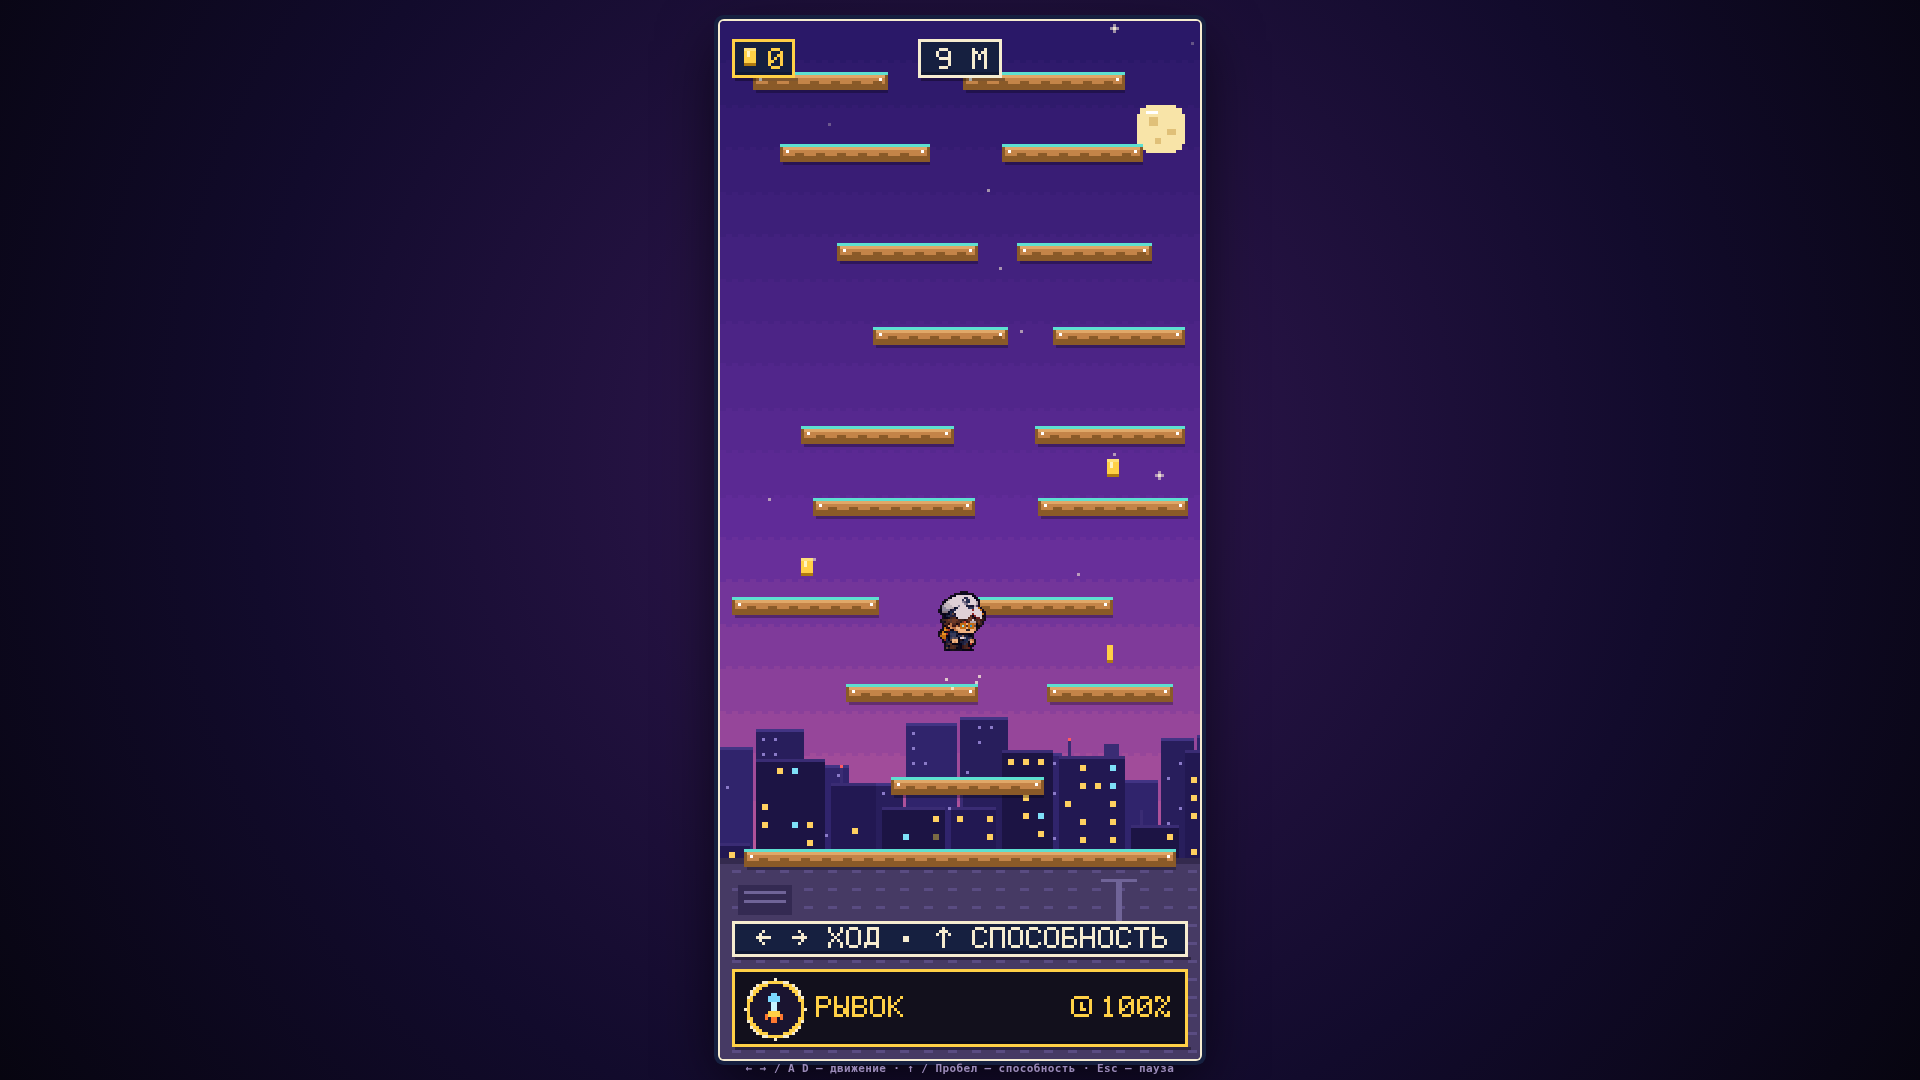 0
9 М
← → ХОД · ↑ СПОСОБНОСТЬ
РЫВОК
100%
← → / A D — движение · ↑ / Пробел — способность · Esc — пауза